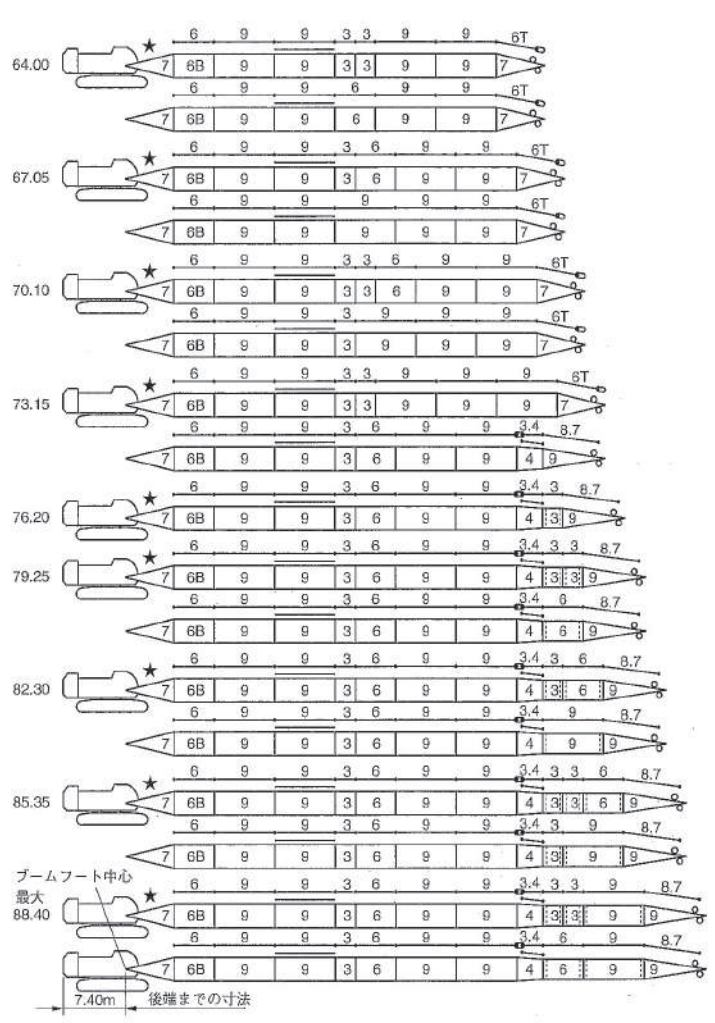 6 9 9 3 3 9 9 6T
64.00 ★ 7 6B 9 9 3 3 9 9 7
6 9 9 6 9 9 6T
7 6B 9 9 6 9 9 7
6 9 9 3 6 9 9 6T
67.05 ★ 7 6B 9 9 3 6 9 9 7
6 9 9 9 9 9 6T
7 6B 9 9 9 9 9 7
6 9 9 3 3 6 9 9 6T
70.10 ★ 7 6B 9 9 3 3 6 9 9 7
6 9 9 3 9 9 9 6T
7 6B 9 9 3 9 9 9 7
6 9 9 3 3 9 9 9 6T
73.15 ★ 7 6B 9 9 3 3 9 9 9 7
6 9 9 3 6 9 9 3.4 8.7
7 6B 9 9 3 6 9 9 4 9
6 9 9 3 6 9 9 3.4 3 8.7
76.20 ★ 7 6B 9 9 3 6 9 9 4 3 9
6 9 9 3 6 9 9 3.4 3 3 8.7
79.25 ★ 7 6B 9 9 3 6 9 9 4 3 3 9
6 9 9 3 6 9 9 3.4 6 8.7
7 6B 9 9 3 6 9 9 4 6 9
6 9 9 3 6 9 9 3.4 3 6 8.7
82.30 ★ 7 6B 9 9 3 6 9 9 4 3 6 9
6 9 9 3 6 9 9 3.4 9 8.7
7 6B 9 9 3 6 9 9 4 9 9
6 9 9 3 6 9 9 3.4 3 3 6 8.7
85.35 ★ 7 6B 9 9 3 6 9 9 4 3 3 6 9
6 9 9 3 6 9 9 3.4 3 9 8.7
7 6B 9 9 3 6 9 9 4 3 9 9
ブームフート中心
6 9 9 3 6 9 9 3.4 3 3 9 8.7
最大
88.40 ★ 7 6B 9 9 3 6 9 9 4 3 3 9 9
6 9 9 3 6 9 9 3.4 6 9 8.7
7 6B 9 9 3 6 9 9 4 6 9 9
7.40m 後端までの寸法